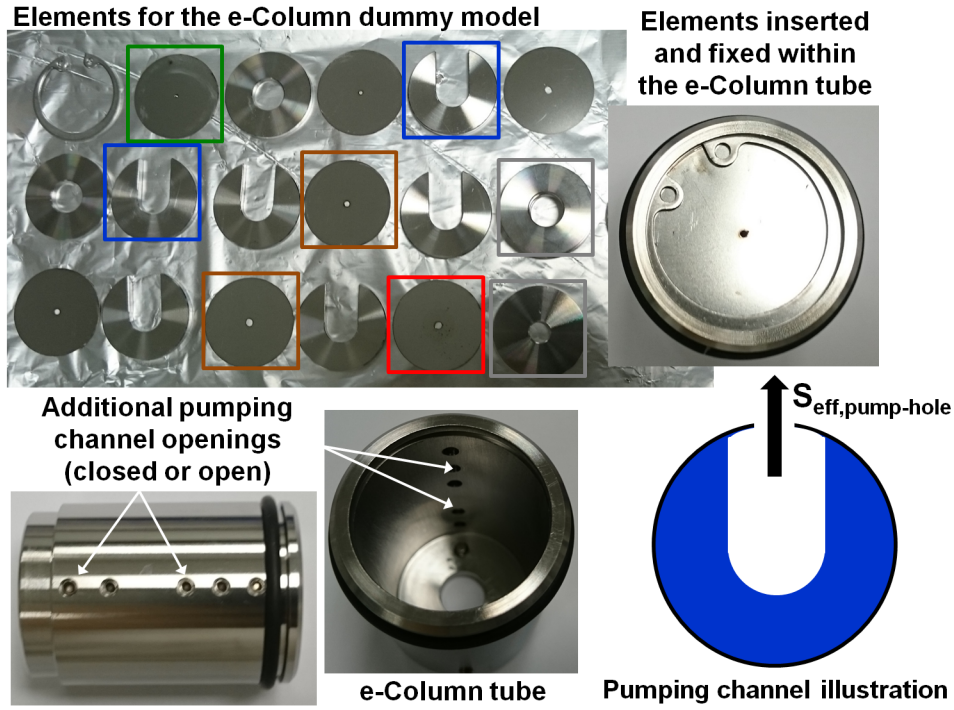 Elements for the e-Column dummy model
Elements inserted
and fixed within
the e-Column tube
Additional pumping
channel openings
(closed or open)
e-Column tube
Seff,pump-hole
Pumping channel illustration